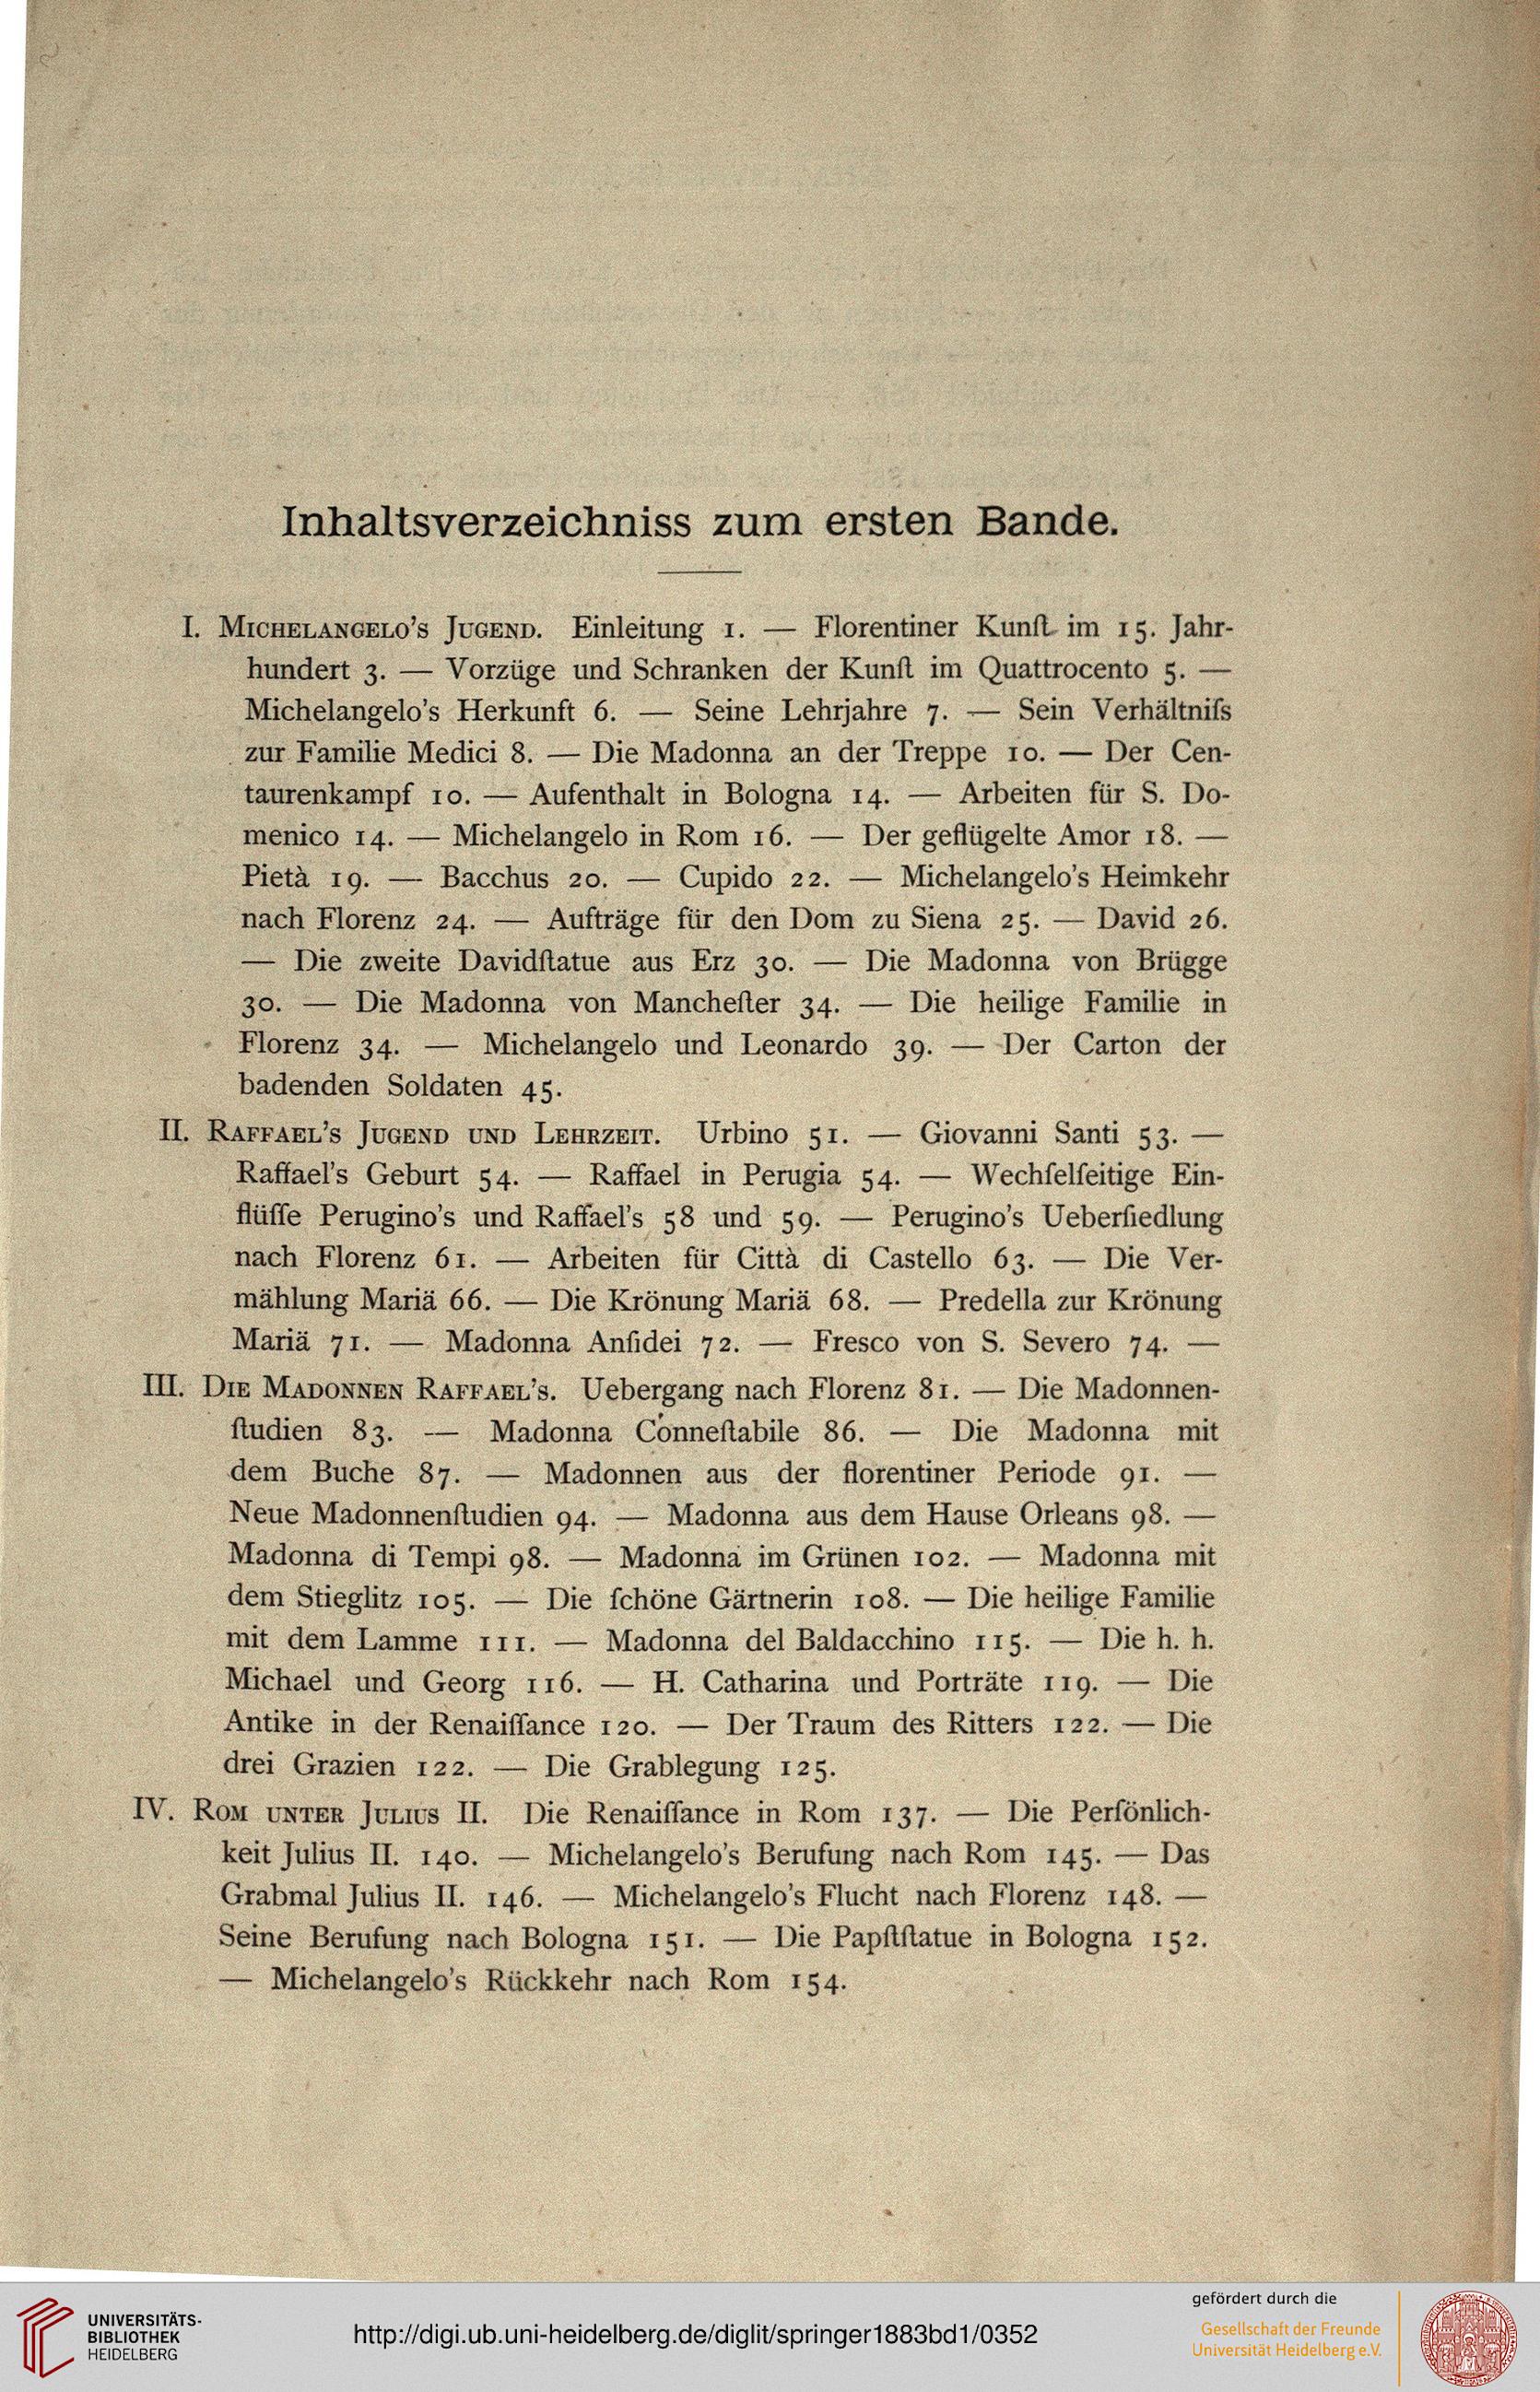 Inhaltsverzeichniss zum ersten Bande.
I. Michelangelo's Jugend. Einleitung 1. — Florentiner Kunſt im 15. Jahr-
hundert 3. — Vorzüge und Schranken der Kunſt im Quattrocento 5. —
Michelangelo's Herkunft 6. — Seine Lehrjahre 7. — Sein Verhältniſs
zur Familie Medici 8. — Die Madonna an der Treppe 10. — Der Cen-
taurenkampf 10. — Aufenthalt in Bologna 14. — Arbeiten für S. Do-
menico 14. — Michelangelo in Rom 16. — Der geflügelte Amor 18. —
Pietà 19. — Bacchus 20. — Cupido 22. — Michelangelo's Heimkehr
nach Florenz 24. — Aufträge für den Dom zu Siena 25. — David 26.
— Die zweite Davidſtatue aus Erz 30. — Die Madonna von Brügge
30. — Die Madonna von Mancheſter 34. — Die heilige Familie in
Florenz 34. — Michelangelo und Leonardo 39. — Der Carton der
badenden Soldaten 45.
II. Raffael's Jugend und Lehrzeit. Urbino 51. — Giovanni Santi 53. —
Raffael's Geburt 54. — Raffael in Perugia 54. — Wechſelſeitige Ein-
flüſſe Perugino's und Raffael's 58 und 59. — Perugino's Ueberſiedlung
nach Florenz 61. — Arbeiten für Città di Castello 63. — Die Ver-
mählung Mariä 66. — Die Krönung Mariä 68. — Predella zur Krönung
Mariä 71. — Madonna Anſidei 72. — Fresco von S. Severo 74. —
III. Die Madonnen Raffael's. Uebergang nach Florenz 81. — Die Madonnen-
ſtudien 83. — Madonna Conneſtabile 86. — Die Madonna mit
dem Buche 87. — Madonnen aus der florentiner Periode 91. —
Neue Madonnenſtudien 94. — Madonna aus dem Hause Orleans 98. —
Madonna di Tempi 98. — Madonna im Grünen 102. — Madonna mit
dem Stieglitz 105. — Die ſchöne Gärtnerin 108. — Die heilige Familie
mit dem Lamme 111. — Madonna del Baldacchino 115. — Die h. h.
Michael und Georg 116. — H. Catharina und Porträte 119. — Die
Antike in der Renaiſſance 120. — Der Traum des Ritters 122. — Die
drei Grazien 122. — Die Grablegung 125.
IV. Rom unter Julius II. Die Renaiſſance in Rom 137. — Die Perſönlich-
keit Julius II. 140. — Michelangelo's Berufung nach Rom 145. — Das
Grabmal Julius II. 146. — Michelangelo's Flucht nach Florenz 148. —
Seine Berufung nach Bologna 151. — Die Papſtſtatue in Bologna 152.
— Michelangelo's Rückkehr nach Rom 154.
UNIVERSITÄTS-
BIBLIOTHEK
HEIDELBERG
http://digi.ub.uni-heidelberg.de/diglit/springer1883bd1/0352
gefördert durch die
Gesellschaft der Freunde
Universität Heidelberg e.V.